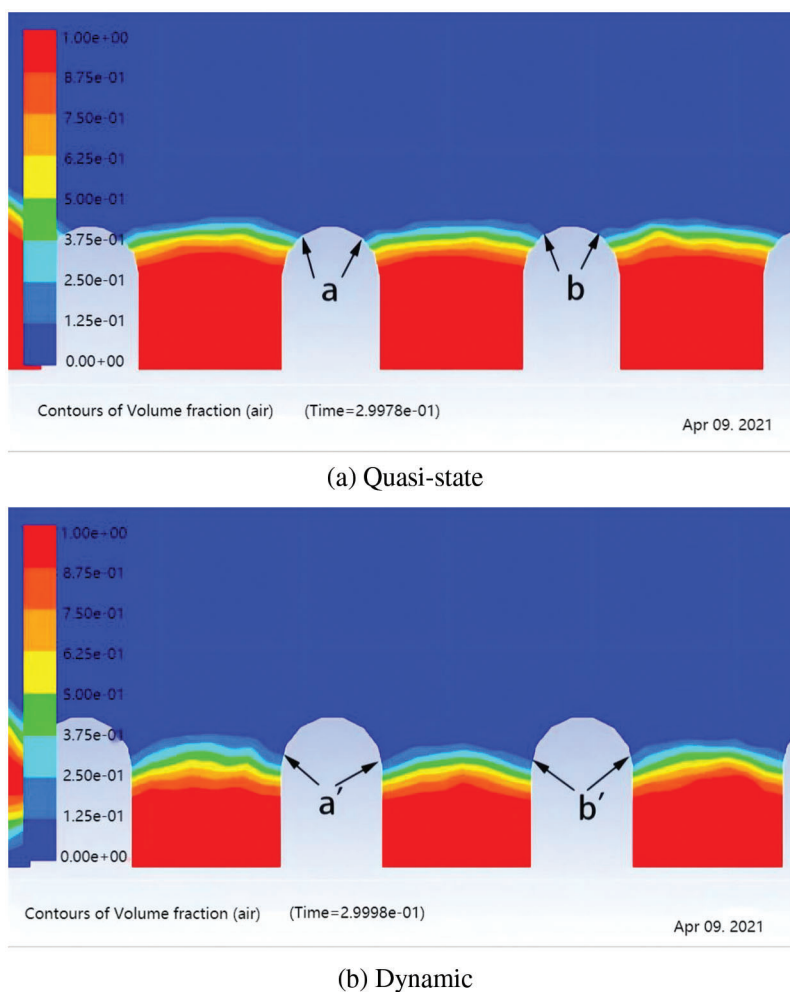 1.00e+00
8.75e-01
7.50e-01
6.25e-01
5.00e-01
3.75e-01
2.50e-01
1.25e-01
0.00+00
a
b
Contours of Volume fraction (air) (Time=2.9978e-01)
Apr 09. 2021
(a) Quasi-state
1.00e+00
8.75e-01
7.50e-01
6.25e-01
5.00e-01
3.75e-01
2.50e-01
1.25e-01
0.00e+00
a′
b′
Contours of Volume fraction (air) (Time=2.9998e-01)
Apr 09. 2021
(b) Dynamic